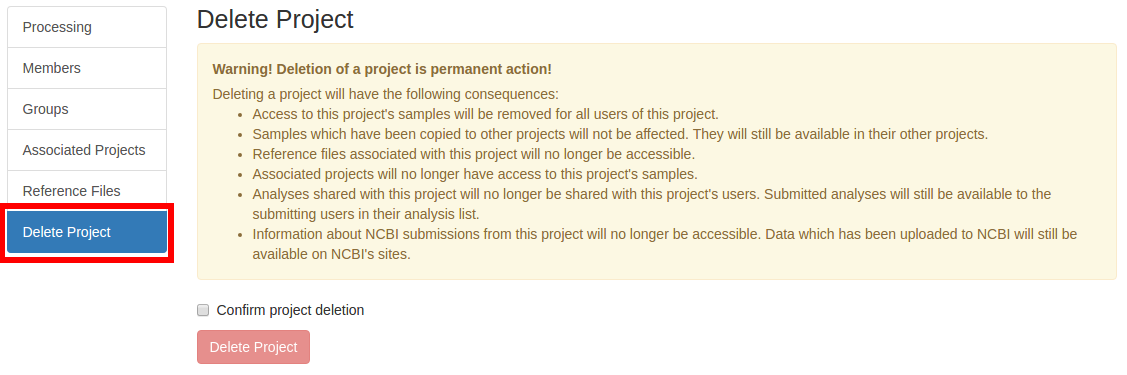 Processing
Members
Groups
Associated Projects
Reference Files
Delete Project
Delete Project
Warning! Deletion of a project is permanent action!
Deleting a project will have the following consequences:
• Access to this project's samples will be removed for all users of this project.
• Samples which have been copied to other projects will not be affected. They will still be available in their other projects.
• Reference files associated with this project will no longer be accessible.
• Associated projects will no longer have access to this project's samples.
• Analyses shared with this project will no longer be shared with this project's users. Submitted analyses will still be available to the
submitting users in their analysis list.
• Information about NCBI submissions from this project will no longer be accessible. Data which has been uploaded to NCBI will still be
available on NCBI's sites.
Confirm project deletion
Delete Project